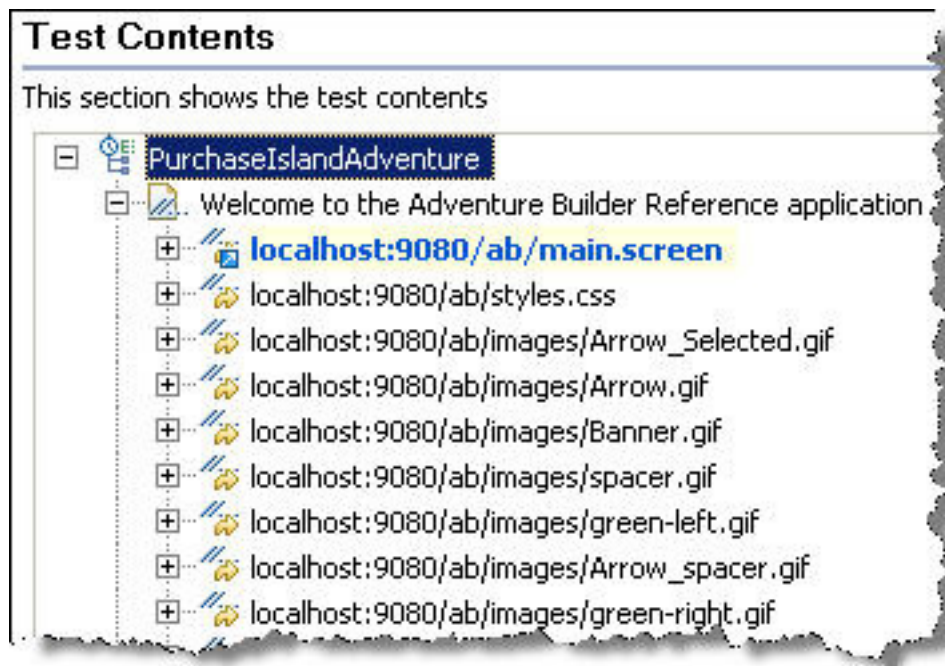 Test Contents
This section shows the test contents
PurchaseIslandAdventure
Welcome to the Adventure Builder Reference application
localhost:9080/ab/main.screen
localhost:9080/ab/styles.css
localhost:9080/ab/images/Arrow_Selected.gif
localhost:9080/ab/images/Arrow.gif
localhost:9080/ab/images/Banner.gif
localhost:9080/ab/images/spacer.gif
localhost:9080/ab/images/green-left.gif
localhost:9080/ab/images/Arrow_spacer.gif
localhost:9080/ab/images/green-right.gif